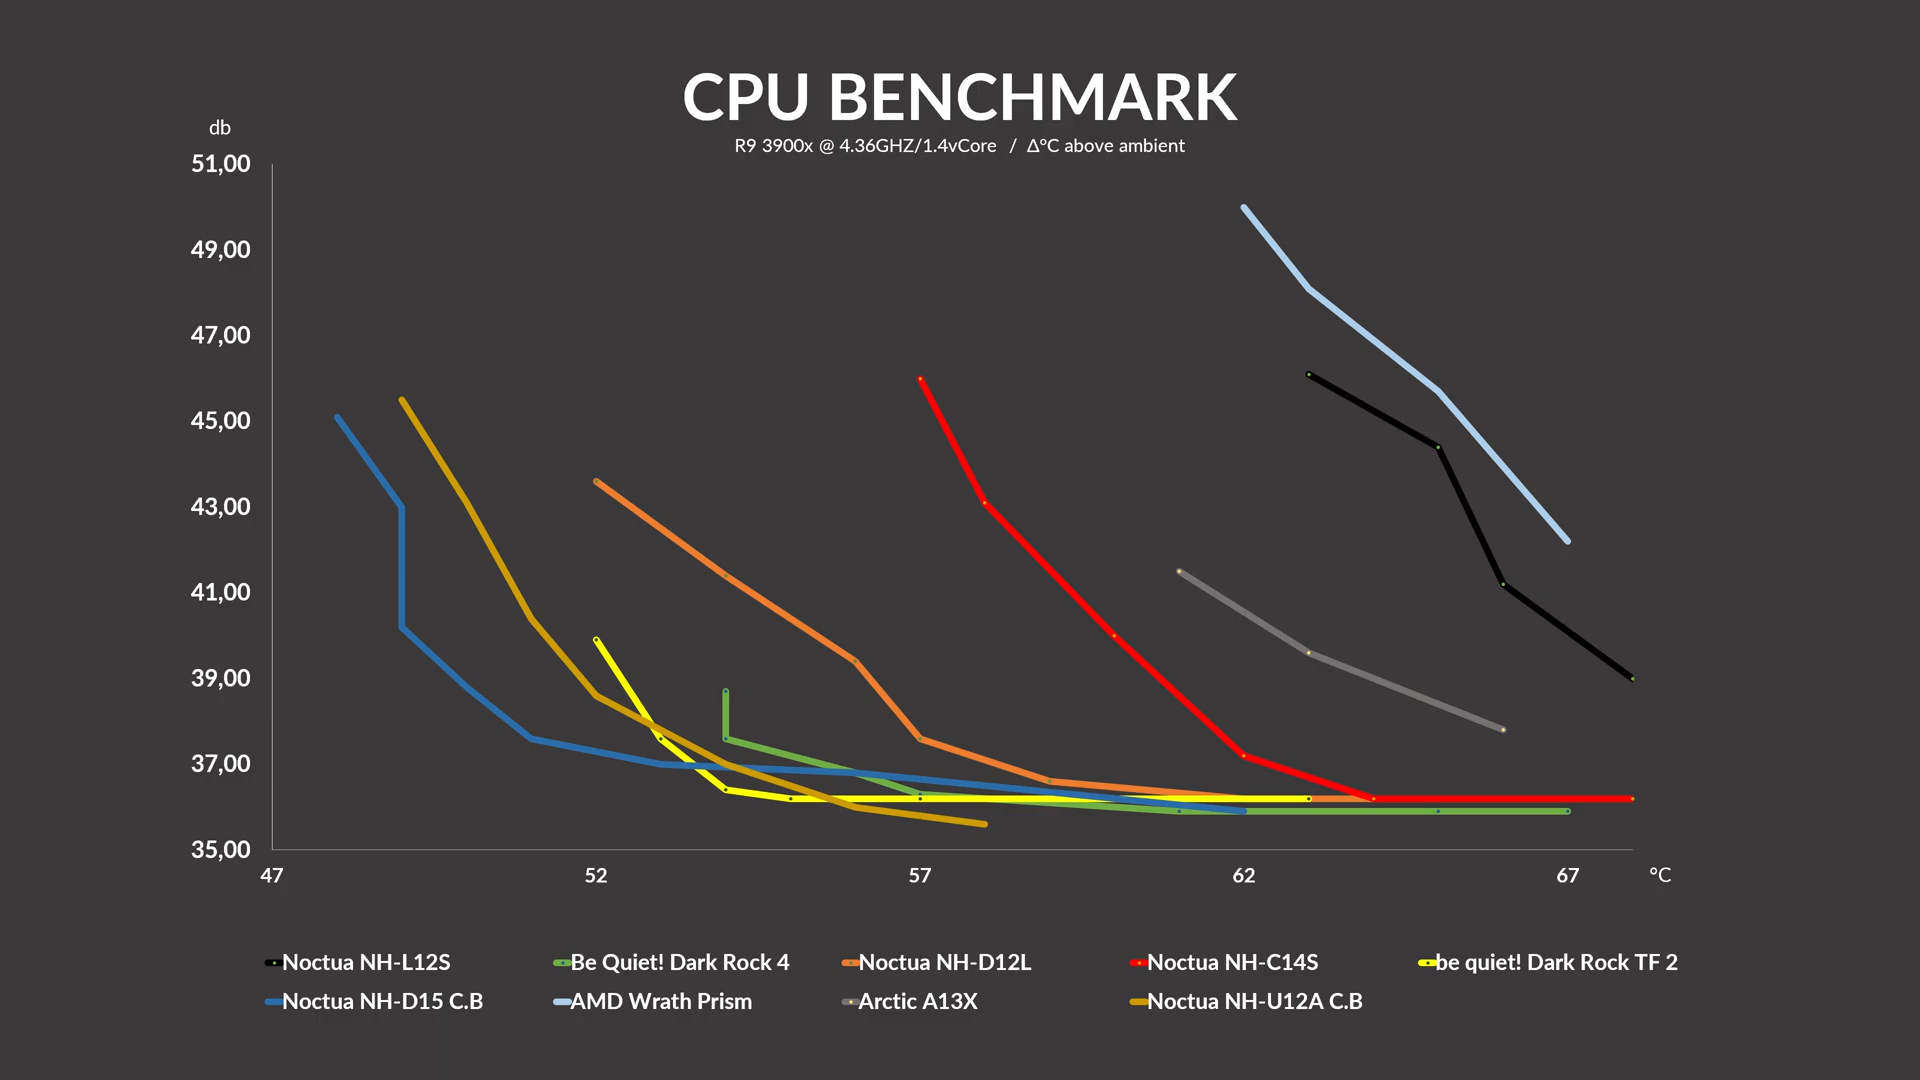 CPU BENCHMARK
R9 3900x @ 4.36GHZ/1.4vCore / Δ°C above ambient
db
51,00
49,00
47,00
45,00
43,00
41,00
39,00
37,00
35,00
47 52 57 62 67 °C
Noctua NH-L12S Be Quiet! Dark Rock 4 Noctua NH-D12L Noctua NH-C14S be quiet! Dark Rock TF 2
Noctua NH-D15 C.B AMD Wrath Prism Arctic A13X Noctua NH-U12A C.B